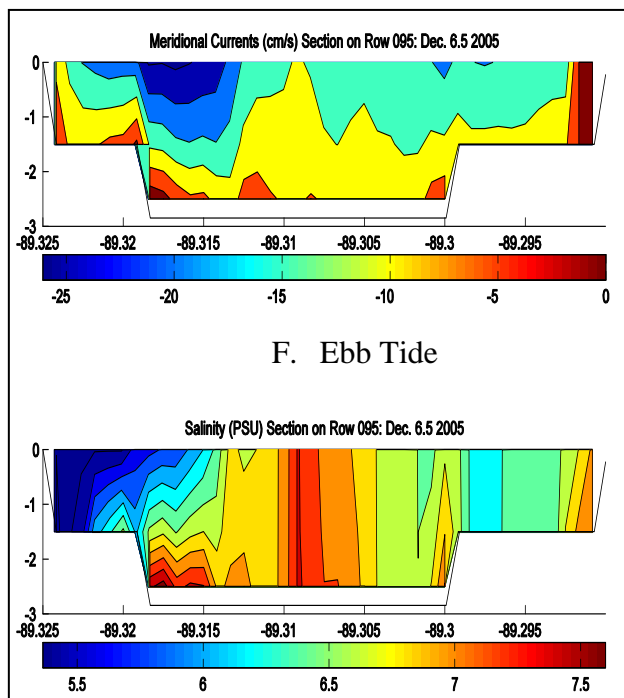 Meridional Currents (cm/s) Section on Row 095: Dec. 6.5 2005
0
-1
-2
-3
-89.325 -89.32 -89.315 -89.31 -89.305 -89.3 -89.295
-25 -20 -15 -10 -5 0
F. Ebb Tide
Salinity (PSU) Section on Row 095: Dec. 6.5 2005
0
-1
-2
-3
-89.325 -89.32 -89.315 -89.31 -89.305 -89.3 -89.295
5.5 6 6.5 7 7.5